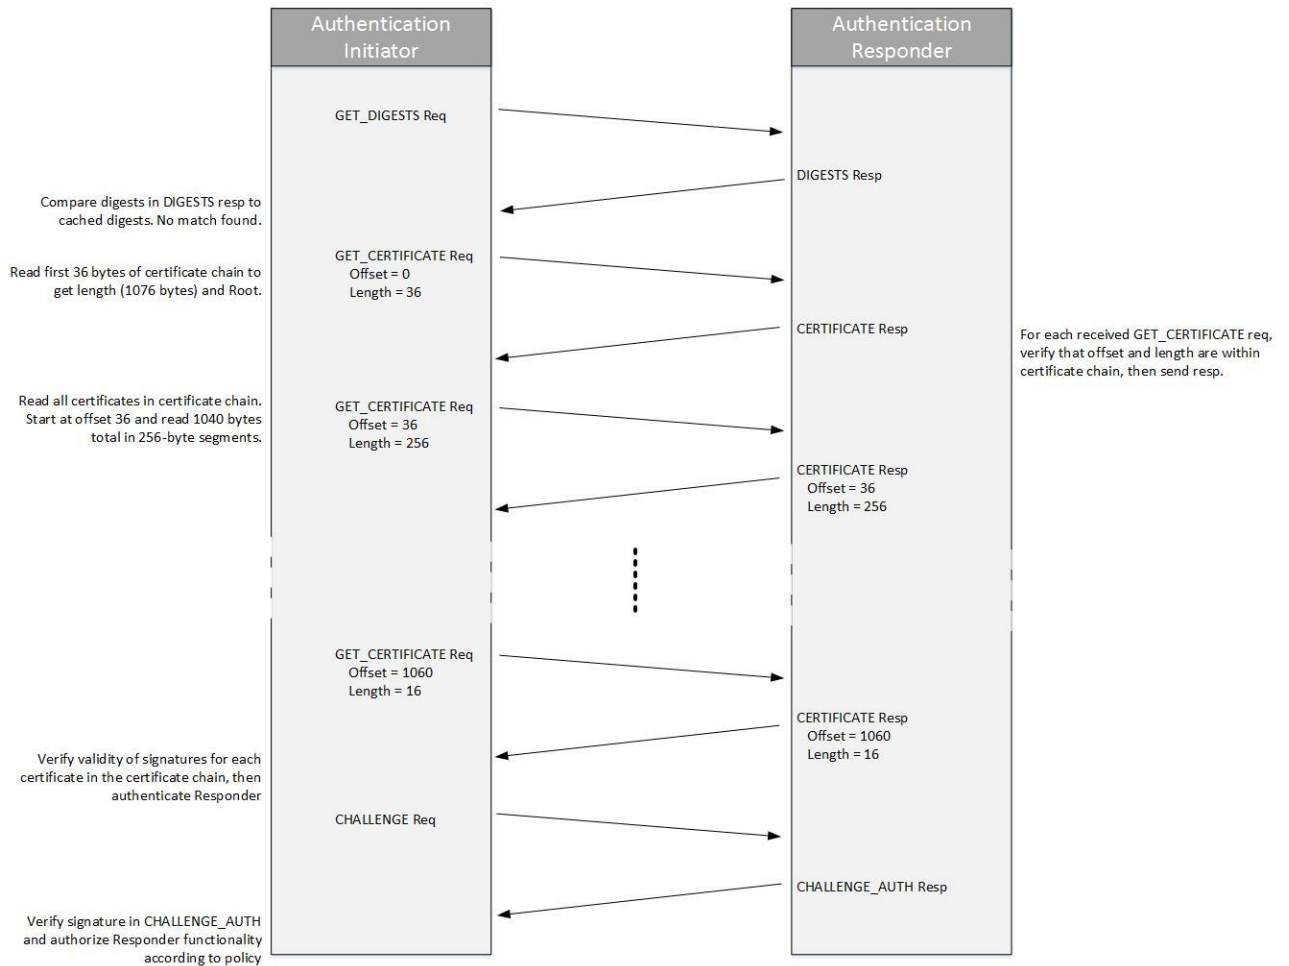 Authentication
Initiator
Authentication
Responder
GET_DIGESTS Req
DIGESTS Resp
Compare digests in DIGESTS resp to
cached digests. No match found.
GET_CERTIFICATE Req
Offset = 0
Length = 36
Read first 36 bytes of certificate chain to
get length (1076 bytes) and Root.
CERTIFICATE Resp
For each received GET_CERTIFICATE req,
verify that offset and length are within
certificate chain, then send resp.
Read all certificates in certificate chain.
Start at offset 36 and read 1040 bytes
total in 256-byte segments.
GET_CERTIFICATE Req
Offset = 36
Length = 256
CERTIFICATE Resp
Offset = 36
Length = 256
GET_CERTIFICATE Req
Offset = 1060
Length = 16
CERTIFICATE Resp
Offset = 1060
Length = 16
Verify validity of signatures for each
certificate in the certificate chain, then
authenticate Responder
CHALLENGE Req
CHALLENGE_AUTH Resp
Verify signature in CHALLENGE_AUTH
and authorize Responder functionality
according to policy